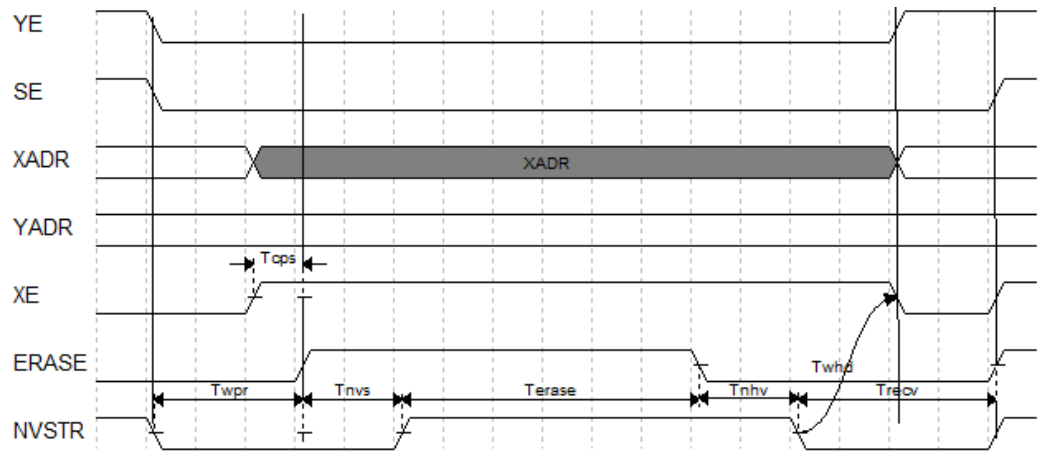 YE
SE
XADR
XADR
YADR
Tcps
XE
ERASE
Twhd
Twpr
Tnvs
Terase
Tnhv
Trecv
NVSTR